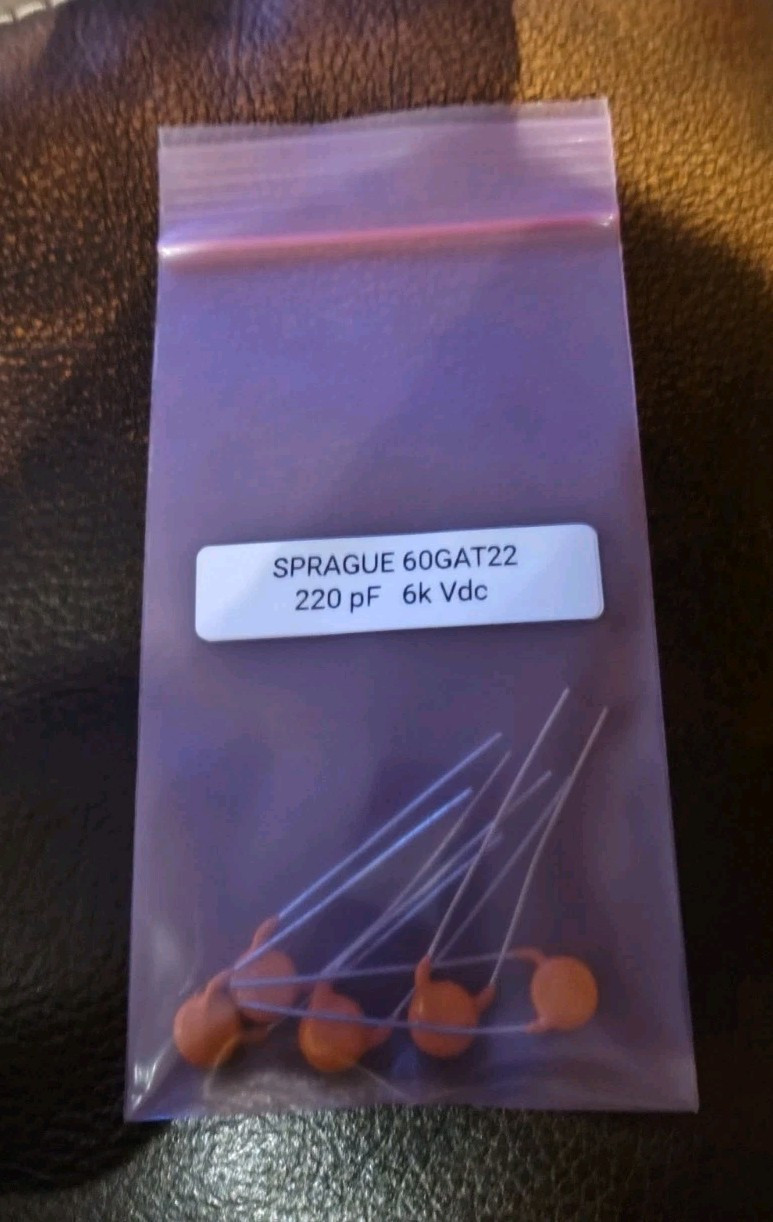 SPRAGUE 60GAT22
220 pF 6k Vdc